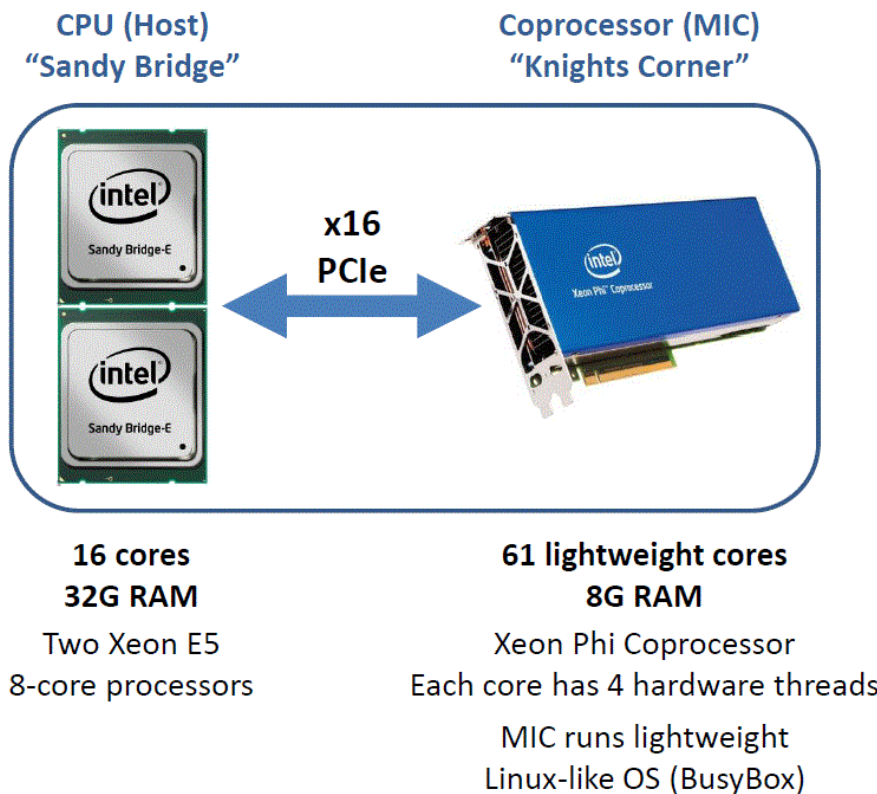 CPU (Host)
“Sandy Bridge”
Coprocessor (MIC)
“Knights Corner”
intel
Sandy Bridge-E
intel
Sandy Bridge-E
x16
PCIe
intel
Xeon Phi™ Coprocessor
16 cores
32G RAM
Two Xeon E5
8-core processors
61 lightweight cores
8G RAM
Xeon Phi Coprocessor
Each core has 4 hardware threads
MIC runs lightweight
Linux-like OS (BusyBox)